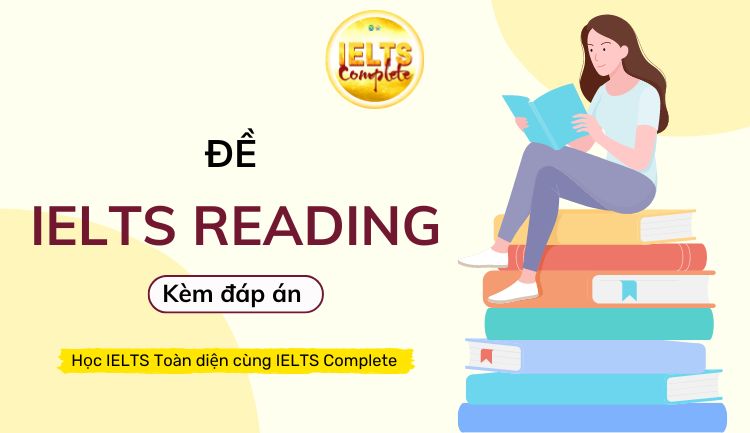 IELTS
Complete
ĐỀ
IELTS READING
Kèm đáp án
Học IELTS Toàn diện cùng IELTS Complete